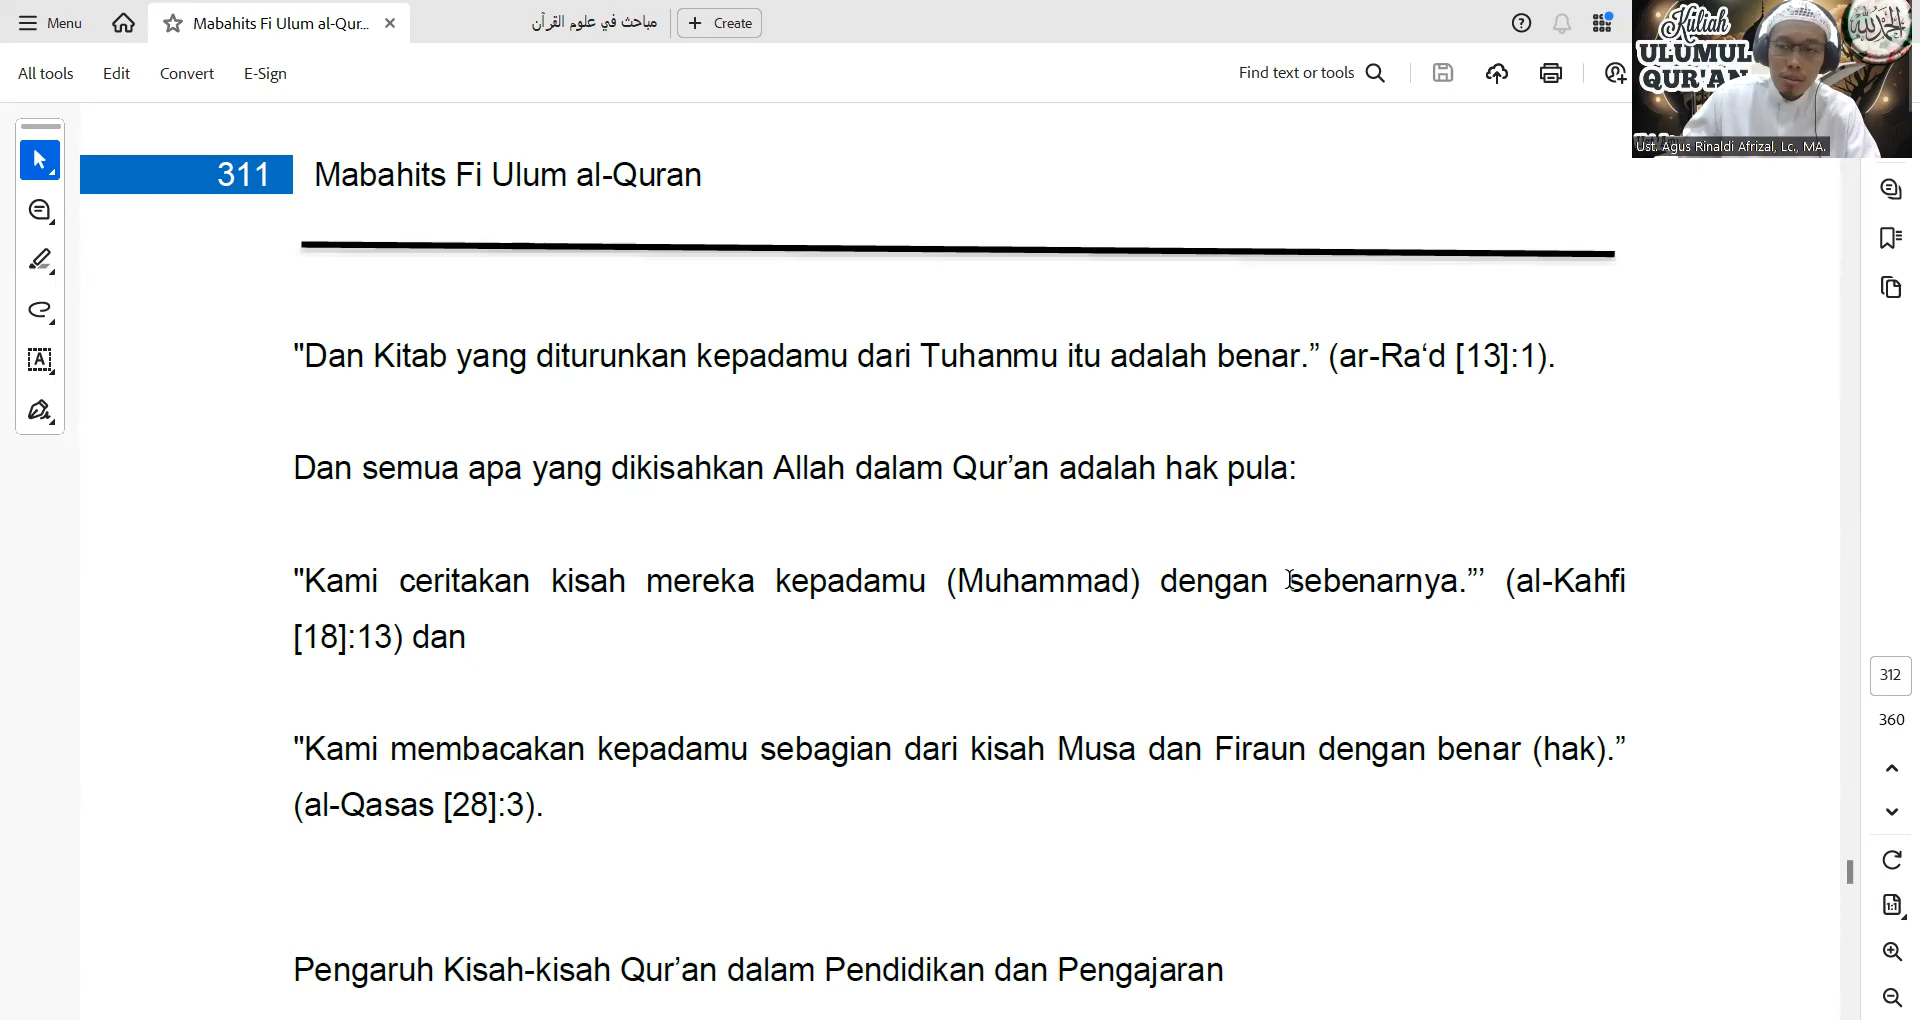 Menu
Mabahits Fi Ulum al-Qur...
مباحث في علوم القرآن
Create
All tools
Edit
Convert
E-Sign
Find text or tools
Kuliah
ULUMUL
QUR'AN
Ust. Agus Rinaldi Afrizal, Lc., MA.
311 Mabahits Fi Ulum al-Quran
"Dan Kitab yang diturunkan kepadamu dari Tuhanmu itu adalah benar.” (ar-Ra‘d [13]:1).
Dan semua apa yang dikisahkan Allah dalam Qur’an adalah hak pula:
"Kami ceritakan kisah mereka kepadamu (Muhammad) dengan sebenarnya.”’ (al-Kahfi
[18]:13) dan
"Kami membacakan kepadamu sebagian dari kisah Musa dan Firaun dengan benar (hak).”
(al-Qasas [28]:3).
Pengaruh Kisah-kisah Qur’an dalam Pendidikan dan Pengajaran
312
360